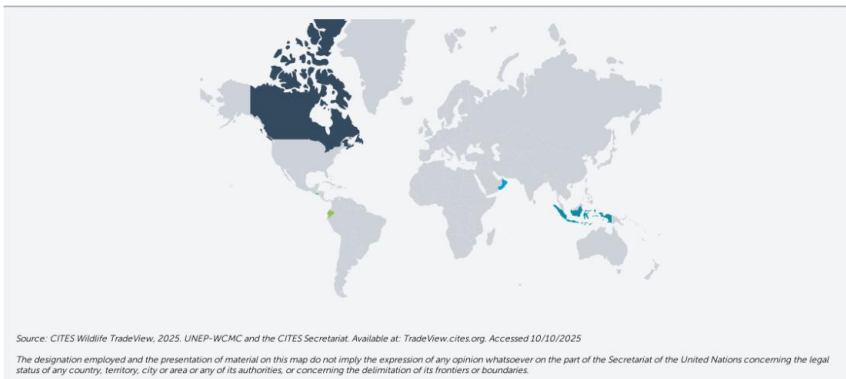 Source: CITES Wildlife TradeView, 2025. UNEP-WCMC and the CITES Secretariat. Available at: TradeView.cites.org. Accessed 10/10/2025
The designation employed and the presentation of material on this map do not imply the expression of any opinion whatsoever on the part of the Secretariat of the United Nations concerning the legal
status of any country, territory, city or area or any of its authorities, or concerning the delimitation of its frontiers or boundaries.